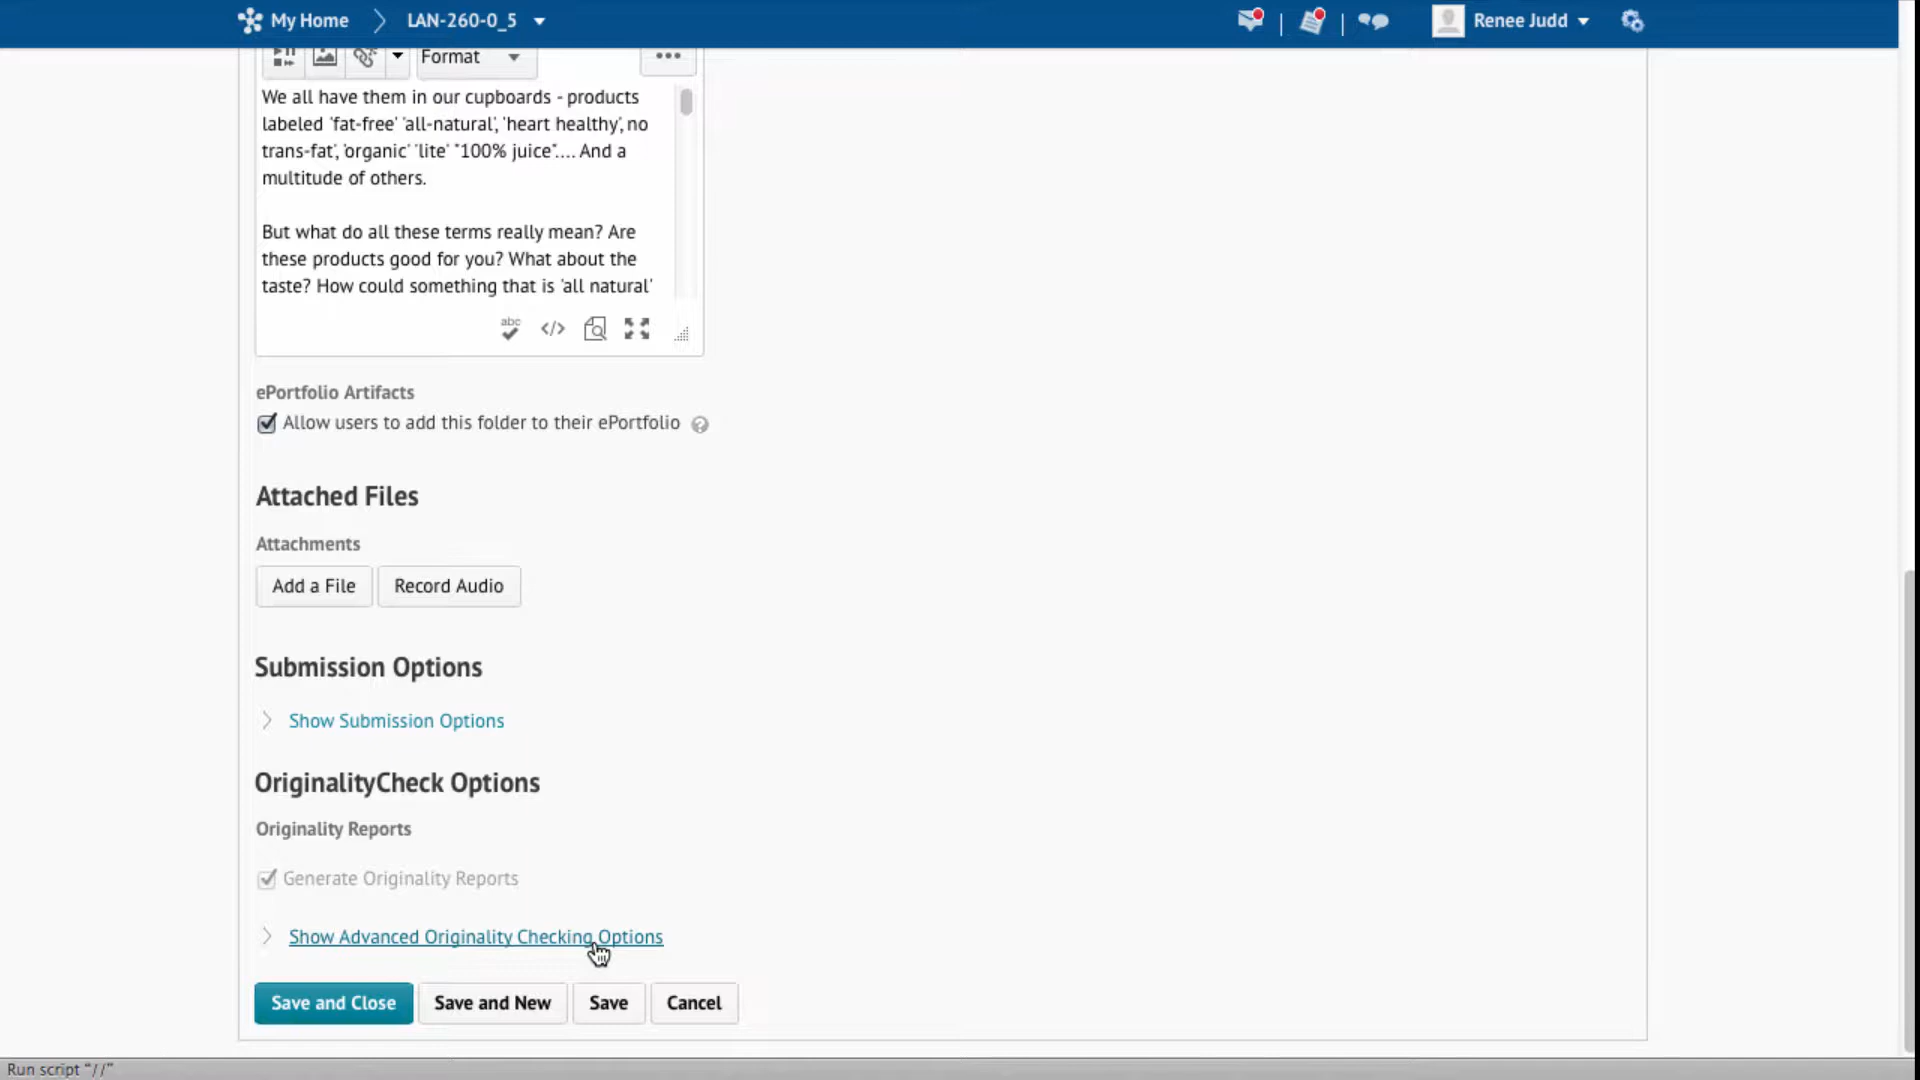 My Home
LAN-260-0_5
Renee Judd
Format
We all have them in our cupboards - products
labeled 'fat-free' 'all-natural', 'heart healthy', no
trans-fat', 'organic' 'lite' "100% juice".... And a
multitude of others.
But what do all these terms really mean? Are
these products good for you? What about the
taste? How could something that is 'all natural'
abc
ePortfolio Artifacts
Allow users to add this folder to their ePortfolio
Attached Files
Attachments
Add a File Record Audio
Submission Options
Show Submission Options
OriginalityCheck Options
Originality Reports
Generate Originality Reports
Show Advanced Originality Checking Options
Save and Close Save and New Save Cancel
Run script "//"